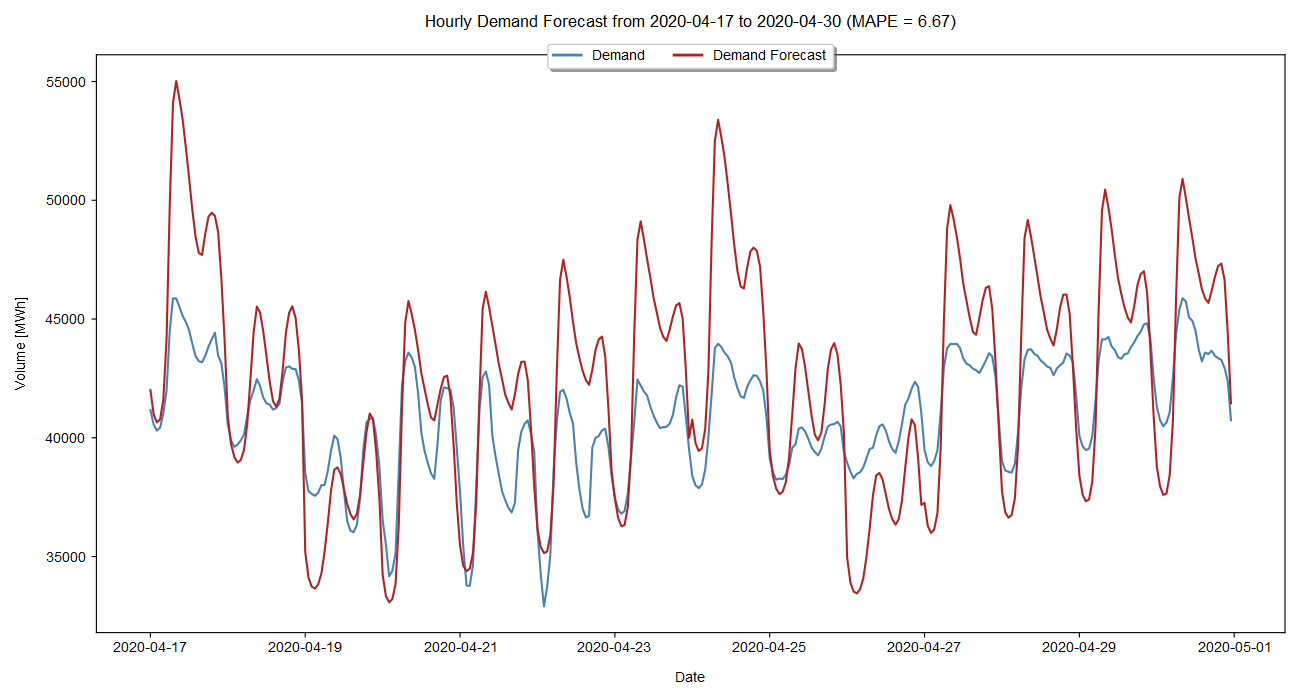 Hourly Demand Forecast from 2020-04-17 to 2020-04-30 (MAPE = 6.67)
Demand
Demand Forecast
55000
50000
45000
40000
35000
Volume [MWh]
2020-04-17
2020-04-19
2020-04-21
2020-04-23
2020-04-25
2020-04-27
2020-04-29
2020-05-01
Date